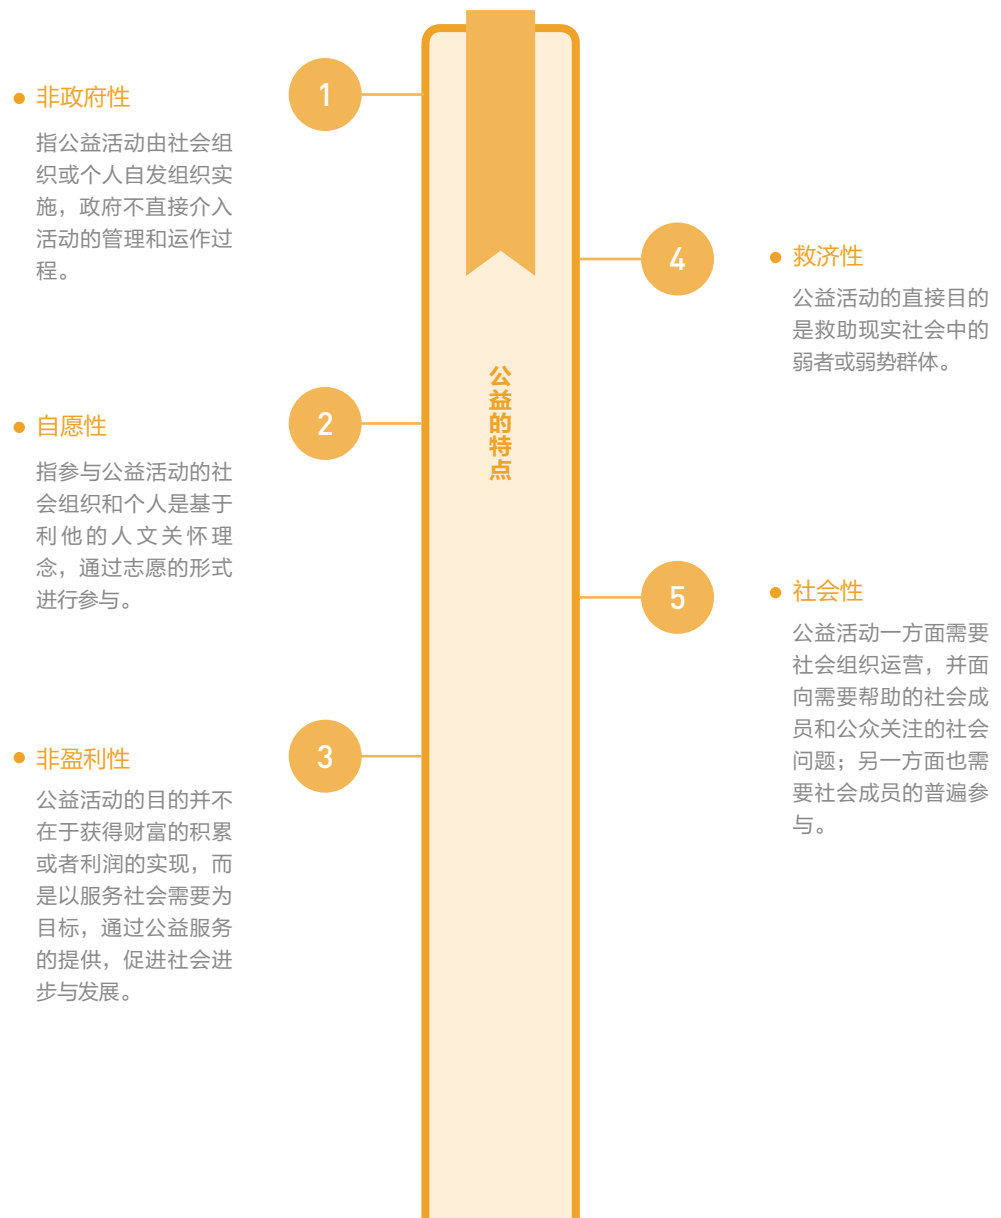 公益的特点
1
非政府性
指公益活动由社会组
织或个人自发组织实
施，政府不直接介入
活动的管理和运作过
程。
2
自愿性
指参与公益活动的社
会组织和个人是基于
利他的人文关怀理
念，通过志愿的形式
进行参与。
3
非盈利性
公益活动的目的并不
在于获得财富的积累
或者利润的实现，而
是以服务社会需要为
目标，通过公益服务
的提供，促进社会进
步与发展。
4
救济性
公益活动的直接目的
是救助现实社会中的
弱者或弱势群体。
5
社会性
公益活动一方面需要
社会组织运营，并面
向需要帮助的社会成
员和公众关注的社会
问题；另一方面也需
要社会成员的普遍参
与。